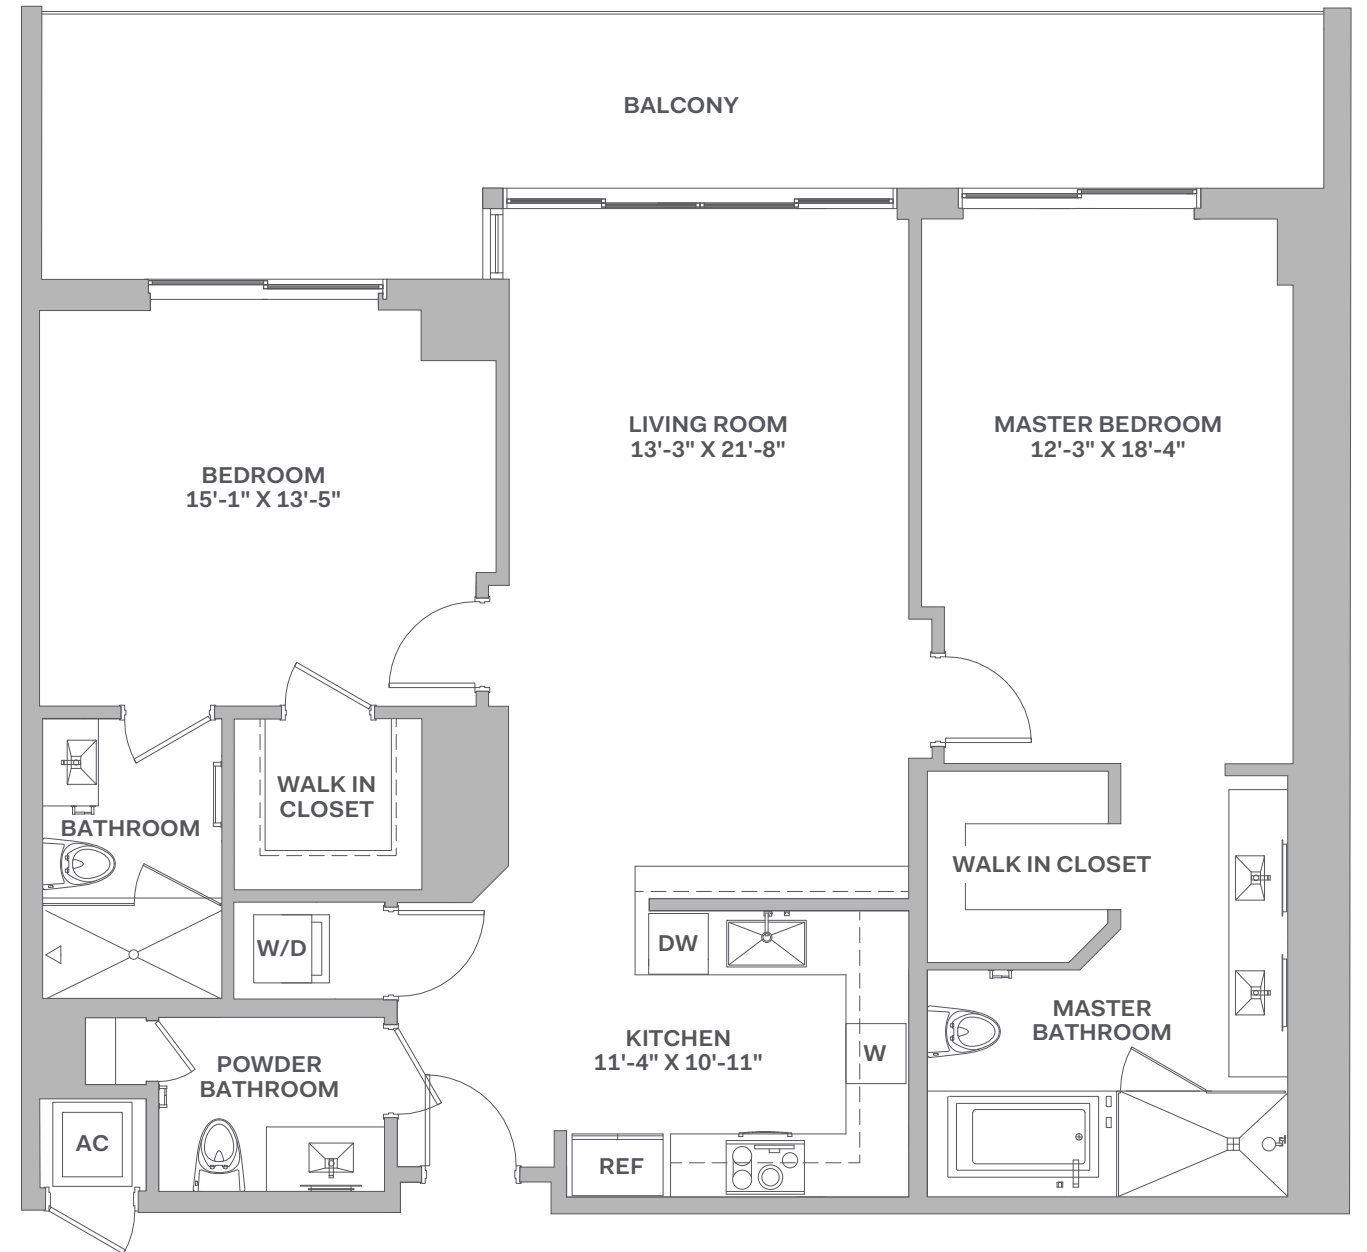 BALCONY
LIVING ROOM
13'-3" X 21'-8"
MASTER BEDROOM
12'-3" X 18'-4"
BEDROOM
15'-1" X 13'-5"
WALK IN
CLOSET
BATHROOM
WALK IN CLOSET
W/D
DW
MASTER
BATHROOM
KITCHEN
11'-4" X 10'-11"
W
POWDER
BATHROOM
AC
REF